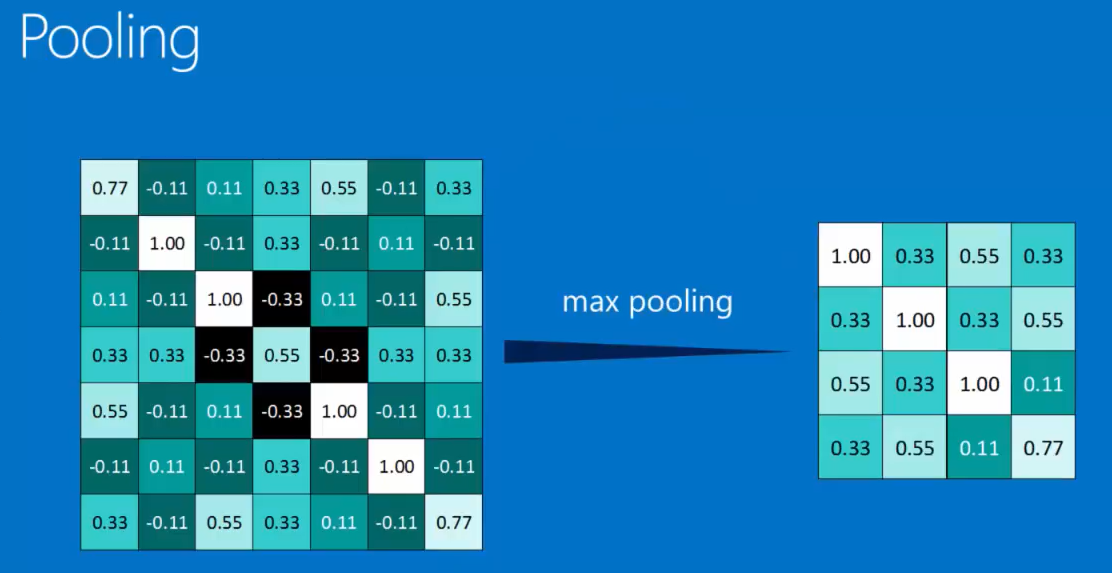 Pooling
0.77 -0.11 0.11 0.33 0.55 -0.11 0.33
-0.11 1.00 -0.11 0.33 -0.11 0.11 -0.11
0.11 -0.11 1.00 -0.33 0.11 -0.11 0.55
0.33 0.33 -0.33 0.55 -0.33 0.33 0.33
0.55 -0.11 0.11 -0.33 1.00 -0.11 0.11
-0.11 0.11 -0.11 0.33 -0.11 1.00 -0.11
0.33 -0.11 0.55 0.33 0.11 -0.11 0.77
max pooling
1.00 0.33 0.55 0.33
0.33 1.00 0.33 0.55
0.55 0.33 1.00 0.11
0.33 0.55 0.11 0.77